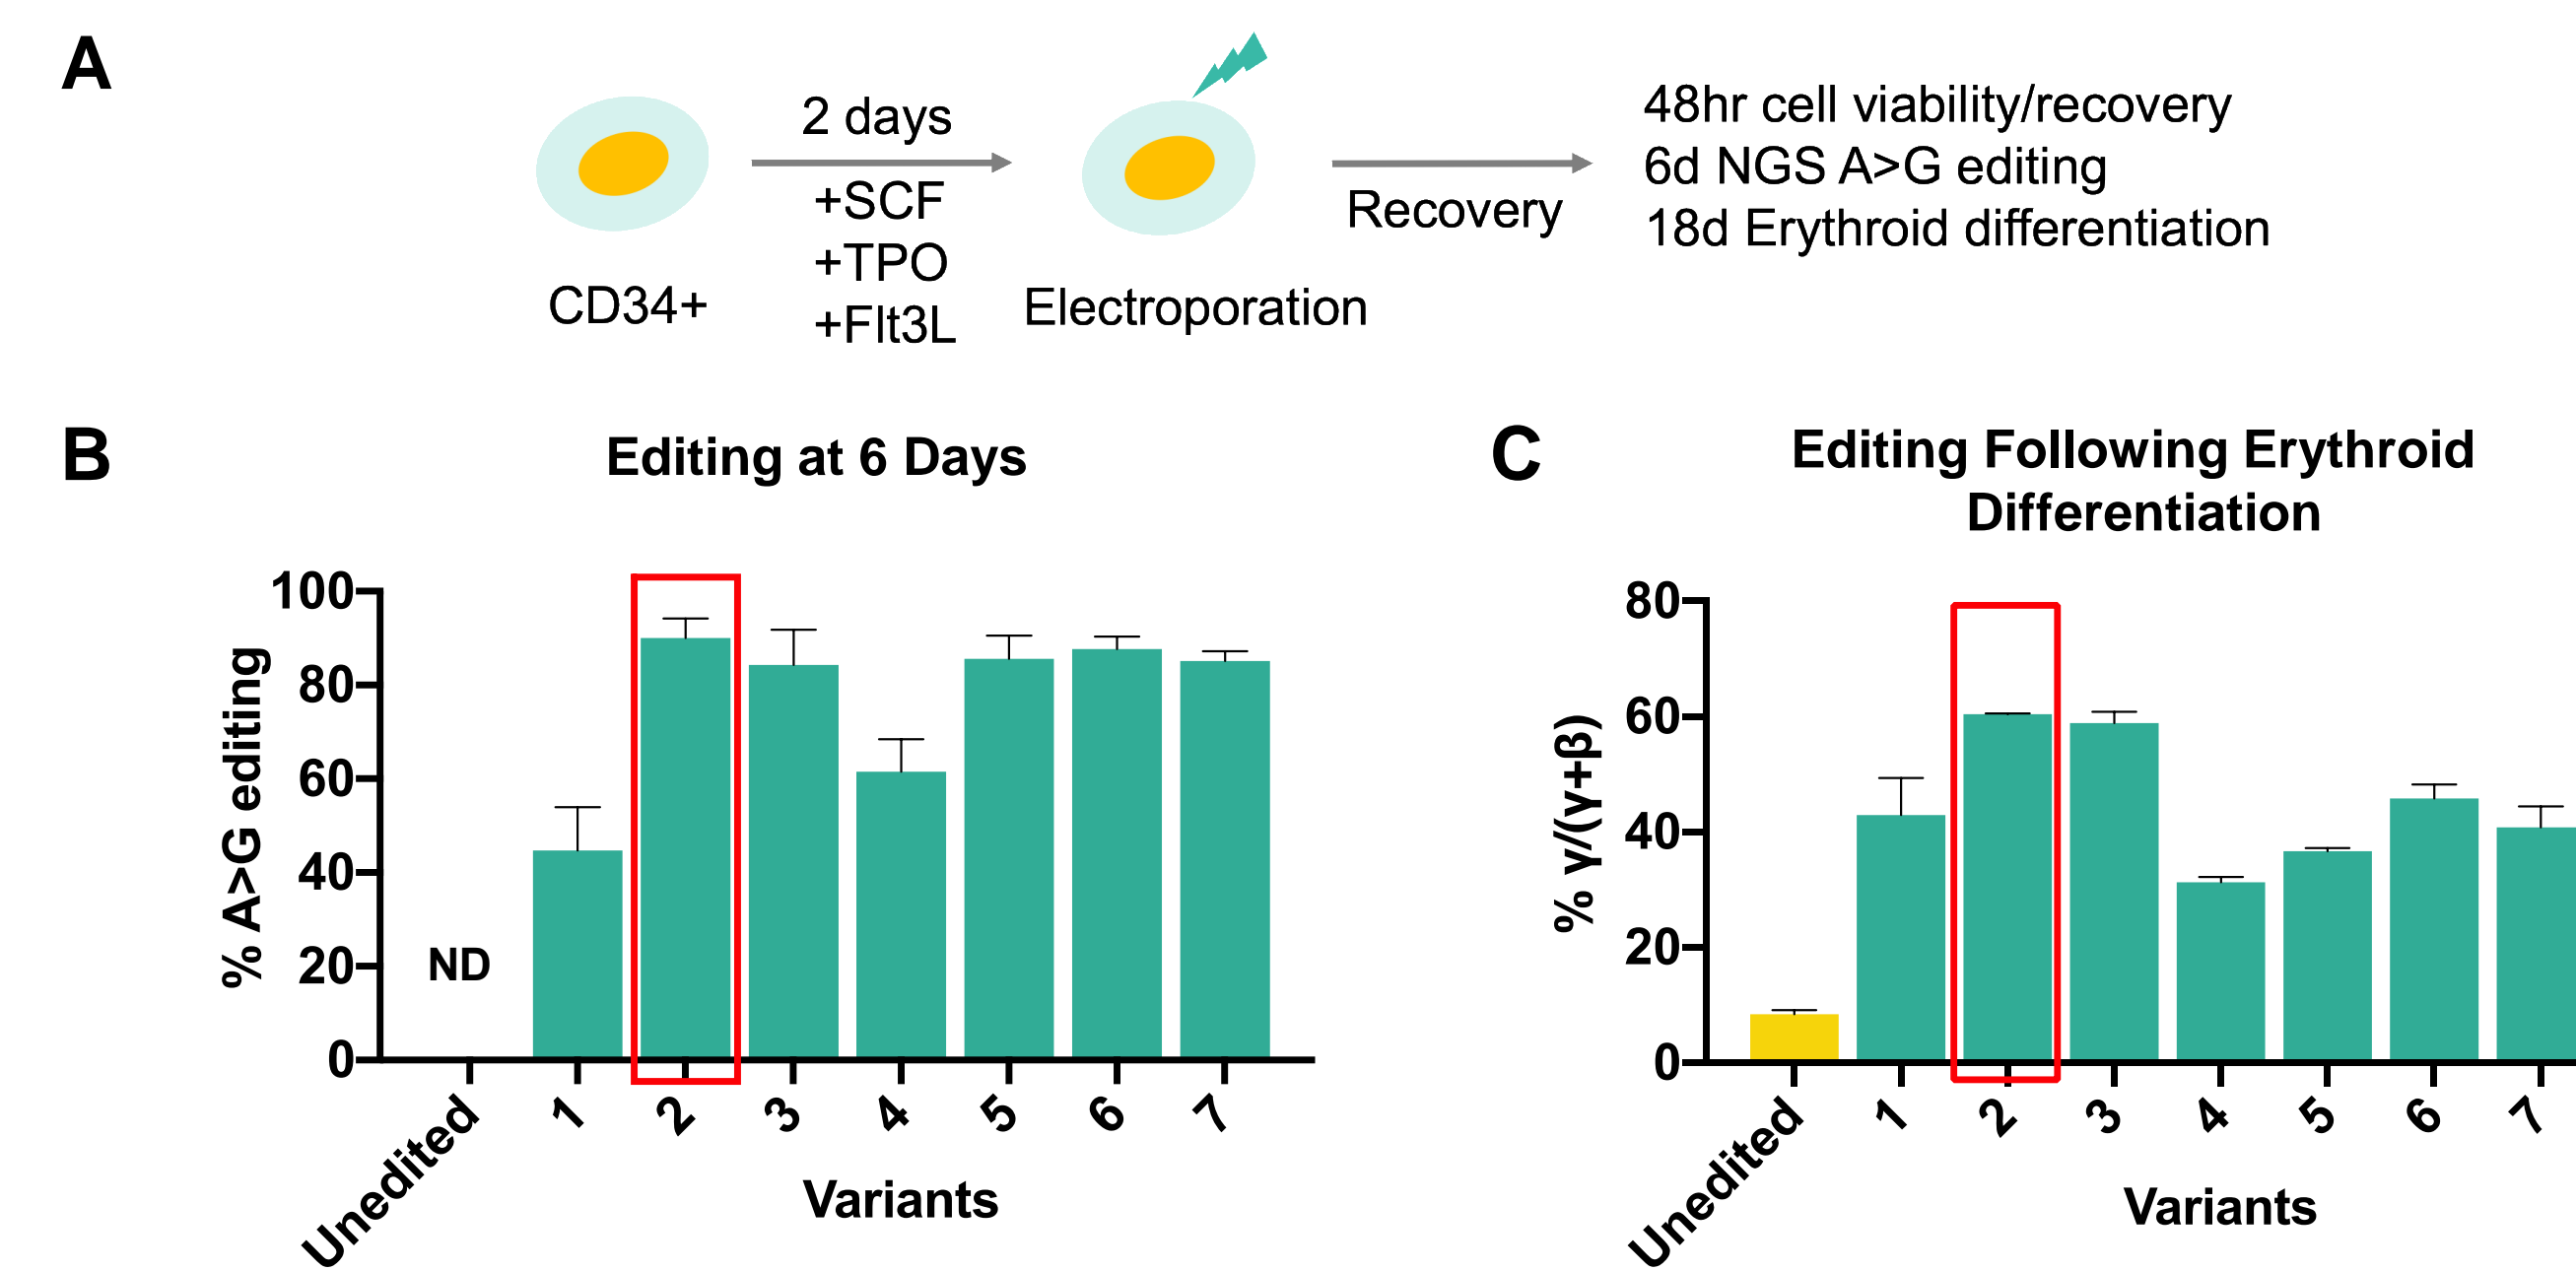 A
CD34+
2 days
+SCF
+TPO
+Flt3L
Electroporation
Recovery
48hr cell viability/recovery
6d NGS A>G editing
18d Erythroid differentiation
B
Editing at 6 Days
% A>G editing
100
80
60
40
20
0
ND
Unedited
1
2
3
4
5
6
7
Variants
C
Editing Following Erythroid
Differentiation
% γ/(γ+β)
80
60
40
20
0
Unedited
1
2
3
4
5
6
7
Variants